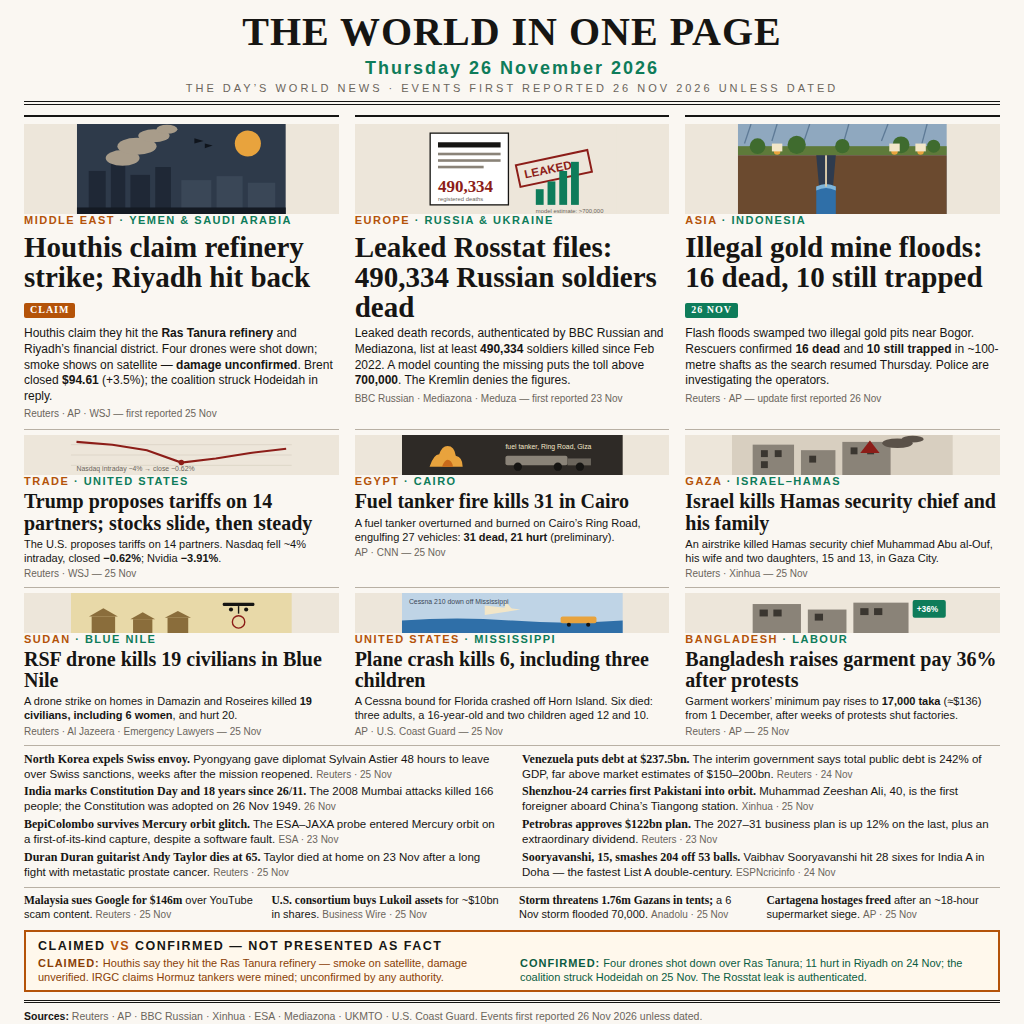 THE WORLD IN ONE PAGE
Thursday 26 November 2026
THE DAY'S WORLD NEWS · EVENTS FIRST REPORTED 26 NOV 2026 UNLESS DATED
MIDDLE EAST · YEMEN & SAUDI ARABIA
Houthis claim refinery
strike; Riyadh hit back
CLAIM
Houthis claim they hit the Ras Tanura refinery and
Riyadh's financial district. Four drones were shot down;
smoke shows on satellite — damage unconfirmed. Brent
closed $94.61 (+3.5%); the coalition struck Hodeidah in
reply.
Reuters · AP · WSJ — first reported 25 Nov
490,334
registered deaths
LEAKED
model estimate: >700,000
EUROPE · RUSSIA & UKRAINE
Leaked Rosstat files:
490,334 Russian soldiers
dead
Leaked death records, authenticated by BBC Russian and
Mediazona, list at least 490,334 soldiers killed since Feb
2022. A model counting the missing puts the toll above
700,000. The Kremlin denies the figures.
BBC Russian · Mediazona · Meduza — first reported 23 Nov
ASIA · INDONESIA
Illegal gold mine floods:
16 dead, 10 still trapped
26 NOV
Flash floods swamped two illegal gold pits near Bogor.
Rescuers confirmed 16 dead and 10 still trapped in ~100-
metre shafts as the search resumed Thursday. Police are
investigating the operators.
Reuters · AP — update first reported 26 Nov
Nasdaq intraday −4% → close −0.62%
TRADE · UNITED STATES
Trump proposes tariffs on 14
partners; stocks slide, then steady
The U.S. proposes tariffs on 14 partners. Nasdaq fell ~4%
intraday, closed −0.62%; Nvidia −3.91%.
Reuters · WSJ — 25 Nov
fuel tanker, Ring Road, Giza
EGYPT · CAIRO
Fuel tanker fire kills 31 in Cairo
A fuel tanker overturned and burned on Cairo's Ring Road,
engulfing 27 vehicles: 31 dead, 21 hurt (preliminary).
AP · CNN — 25 Nov
GAZA · ISRAEL–HAMAS
Israel kills Hamas security chief and
his family
An airstrike killed Hamas security chief Muhammad Abu al-Ouf,
his wife and two daughters, 15 and 13, in Gaza City.
Reuters · Xinhua — 25 Nov
SUDAN · BLUE NILE
RSF drone kills 19 civilians in Blue
Nile
A drone strike on homes in Damazin and Roseires killed 19
civilians, including 6 women, and hurt 20.
Reuters · Al Jazeera · Emergency Lawyers — 25 Nov
Cessna 210 down off Mississippi
UNITED STATES · MISSISSIPPI
Plane crash kills 6, including three
children
A Cessna bound for Florida crashed off Horn Island. Six died:
three adults, a 16-year-old and two children aged 12 and 10.
AP · U.S. Coast Guard — 25 Nov
+36%
BANGLADESH · LABOUR
Bangladesh raises garment pay 36%
after protests
Garment workers' minimum pay rises to 17,000 taka (≈$136)
from 1 December, after weeks of protests shut factories.
Reuters · AP — 25 Nov
North Korea expels Swiss envoy. Pyongyang gave diplomat Sylvain Astier 48 hours to leave
over Swiss sanctions, weeks after the mission reopened. Reuters · 25 Nov
India marks Constitution Day and 18 years since 26/11. The 2008 Mumbai attacks killed 166
people; the Constitution was adopted on 26 Nov 1949. 26 Nov
BepiColombo survives Mercury orbit glitch. The ESA–JAXA probe entered Mercury orbit on
a first-of-its-kind capture, despite a software fault. ESA · 23 Nov
Duran Duran guitarist Andy Taylor dies at 65. Taylor died at home on 23 Nov after a long
fight with metastatic prostate cancer. Reuters · 25 Nov
Venezuela puts debt at $237.5bn. The interim government says total public debt is 242% of
GDP, far above market estimates of $150–200bn. Reuters · 24 Nov
Shenzhou-24 carries first Pakistani into orbit. Muhammad Zeeshan Ali, 40, is the first
foreigner aboard China's Tiangong station. Xinhua · 25 Nov
Petrobras approves $122bn plan. The 2027–31 business plan is up 12% on the last, plus an
extraordinary dividend. Reuters · 23 Nov
Sooryavanshi, 15, smashes 204 off 53 balls. Vaibhav Sooryavanshi hit 28 sixes for India A in
Doha — the fastest List A double-century. ESPNcricinfo · 24 Nov
Malaysia sues Google for $146m over YouTube
scam content. Reuters · 25 Nov
U.S. consortium buys Lukoil assets for ~$10bn
in shares. Business Wire · 25 Nov
Storm threatens 1.76m Gazans in tents; a 6
Nov storm flooded 70,000. Anadolu · 25 Nov
Cartagena hostages freed after an ~18-hour
supermarket siege. AP · 25 Nov
CLAIMED VS CONFIRMED — NOT PRESENTED AS FACT
CLAIMED: Houthis say they hit the Ras Tanura refinery — smoke on satellite, damage
unverified. IRGC claims Hormuz tankers were mined; unconfirmed by any authority.
CONFIRMED: Four drones shot down over Ras Tanura; 11 hurt in Riyadh on 24 Nov; the
coalition struck Hodeidah on 25 Nov. The Rosstat leak is authenticated.
Sources: Reuters · AP · BBC Russian · Xinhua · ESA · Mediazona · UKMTO · U.S. Coast Guard. Events first reported 26 Nov 2026 unless dated.